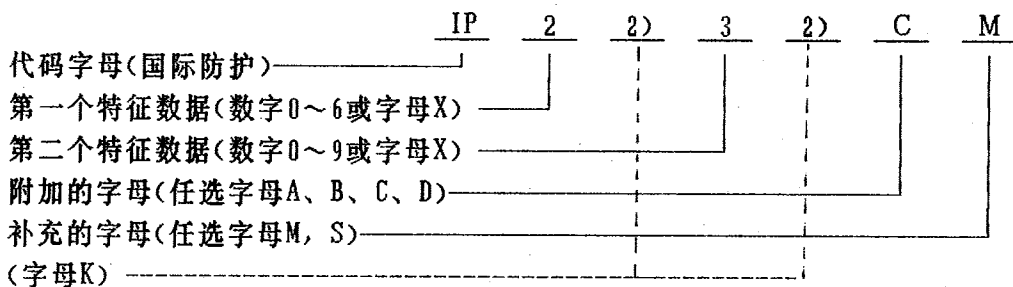 IP 2 2) 3 2) C M
代码字母(国际防护)
第一个特征数据(数字0～6或字母X)
第二个特征数据(数字0～9或字母X)
附加的字母(任选字母A、B、C、D)
补充的字母(任选字母M, S)
(字母K)